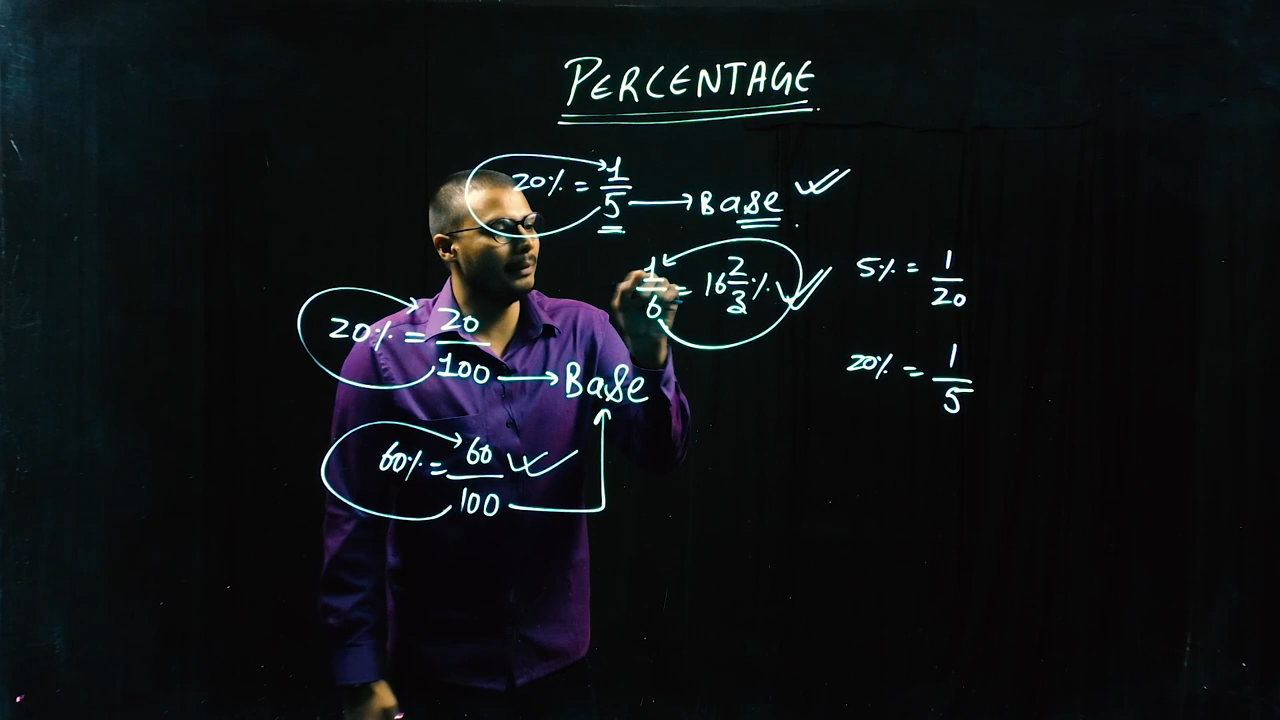 PERCENTAGE
20% = 1/5 → Base
1/6 = 16 2/3 %
5% = 1/20
20% = 20/100 → Base
20% = 1/5
60% = 60/100